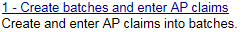 1 - Create batches and enter AP claims
Create and enter AP claims into batches.